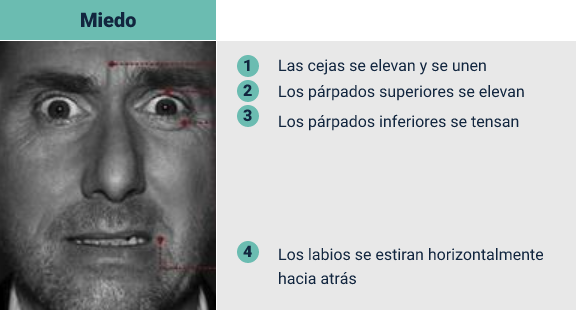 Miedo
1 Las cejas se elevan y se unen
2 Los párpados superiores se elevan
3 Los párpados inferiores se tensan
4 Los labios se estiran horizontalmente
hacia atrás